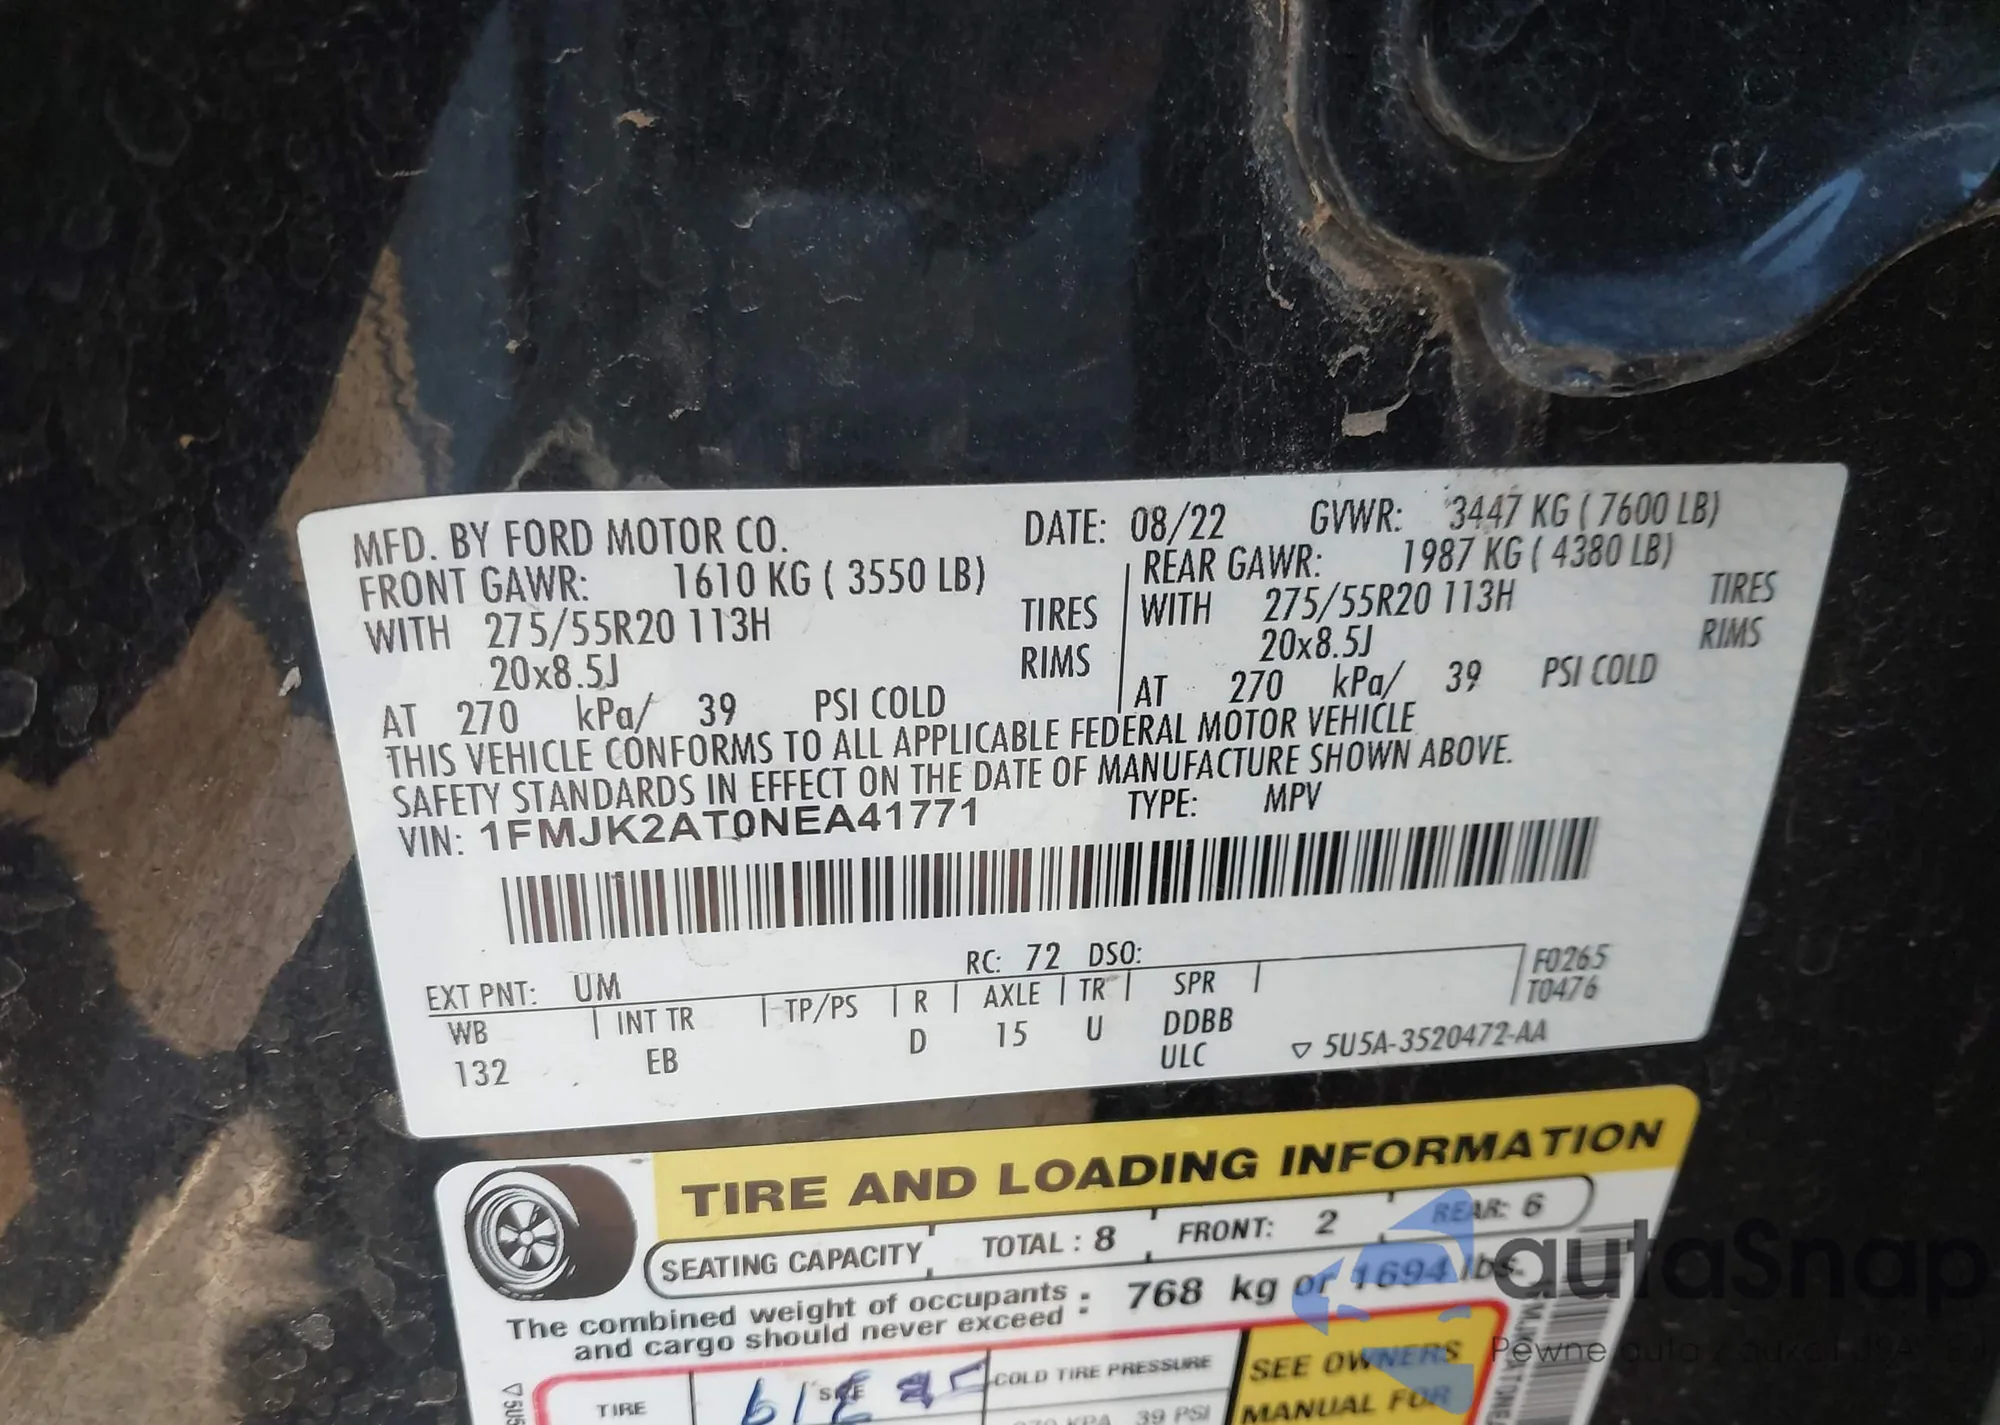 MFD. BY FORD MOTOR CO. DATE: 08/22 GVWR: 3447 KG ( 7600 LB)
FRONT GAWR: 1610 KG ( 3550 LB) REAR GAWR: 1987 KG ( 4380 LB)
WITH 275/55R20 113H TIRES WITH 275/55R20 113H TIRES
20x8.5J RIMS 20x8.5J RIMS
AT 270 kPa/ 39 PSI COLD AT 270 kPa/ 39 PSI COLD
THIS VEHICLE CONFORMS TO ALL APPLICABLE FEDERAL MOTOR VEHICLE
SAFETY STANDARDS IN EFFECT ON THE DATE OF MANUFACTURE SHOWN ABOVE.
VIN: 1FMJK2AT0NEA41771 TYPE: MPV
RC: 72 DSO:
EXT PNT: UM F0265
WB INT TR TP/PS R AXLE TR SPR T0476
132 EB D 15 U DDBB
ULC 5U5A-3520472-AA
TIRE AND LOADING INFORMATION
SEATING CAPACITY TOTAL : 8 FRONT: 2 REAR: 6
The combined weight of occupants : 768 kg or 1694 lbs.
and cargo should never exceed
TIRE SIZE COLD TIRE PRESSURE SEE OWNERS
39 PSI MANUAL FOR
autaSnap
Pewne auta z